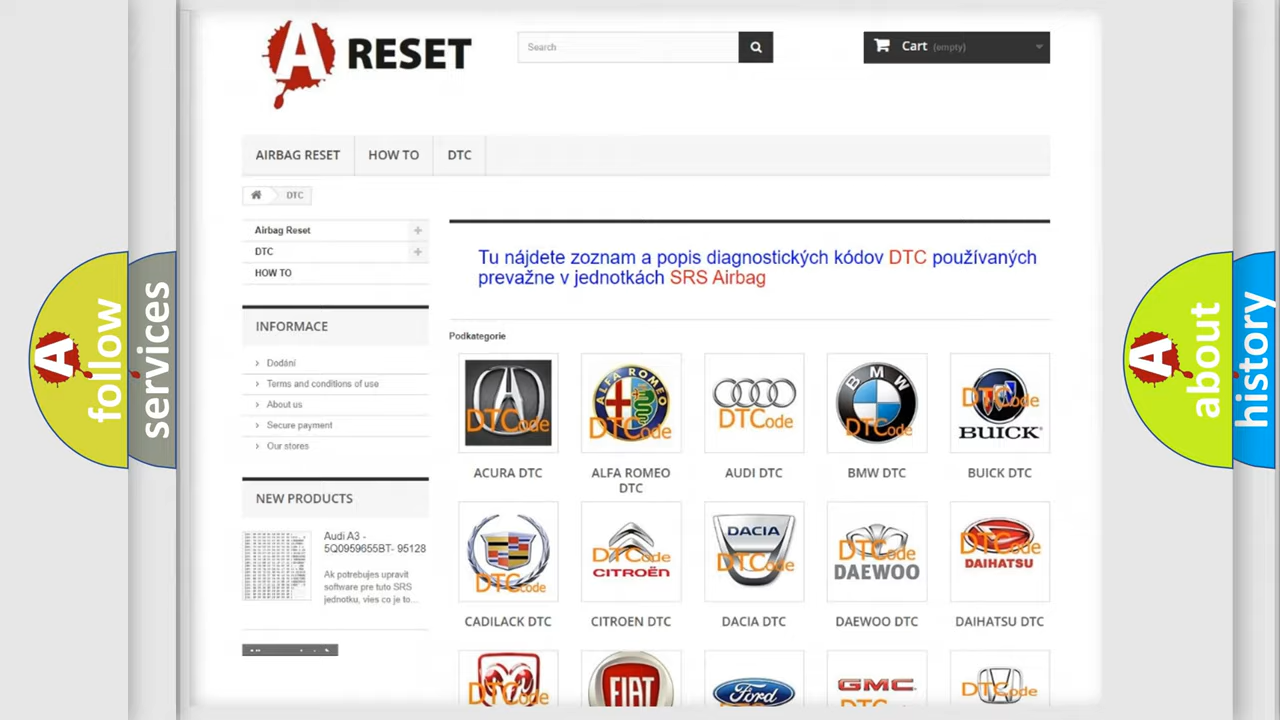 A RESET
Search
Cart (empty)
AIRBAG RESET
HOW TO
DTC
DTC
Airbag Reset
DTC
HOW TO
Tu nájdete zoznam a popis diagnostických kódov DTC používaných
prevažne v jednotkách SRS Airbag
INFORMACE
Dodání
Terms and conditions of use
About us
Secure payment
Our stores
NEW PRODUCTS
Audi A3 -
5Q0959655BT- 95128
Ak potrebujes upravit
software pre tuto SRS
jednotku, vies co je to...
Podkategorie
DTCode
ALFA ROMEO
DTCode
DTCode
BMW
DTCode
DTCode
BUICK
ACURA DTC
ALFA ROMEO
DTC
AUDI DTC
BMW DTC
BUICK DTC
DTCode
DTCode
CITROËN
DACIA
DTCode
DTCode
DAEWOO
DTCode
DAIHATSU
CADILACK DTC
CITROEN DTC
DACIA DTC
DAEWOO DTC
DAIHATSU DTC
DTCode
FIAT
Ford
GMC
DTCode
A follow
services
A about
history